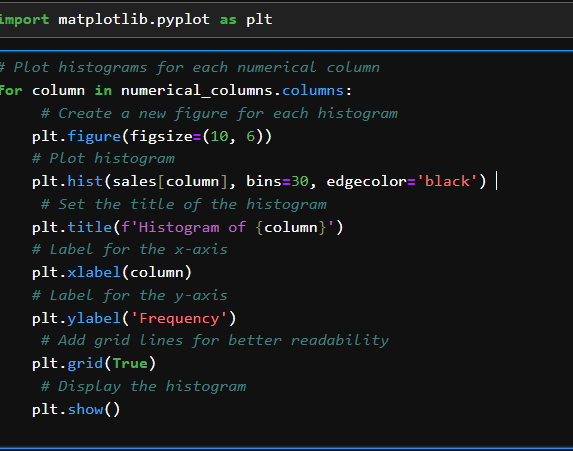 import matplotlib.pyplot as plt
# Plot histograms for each numerical column
for column in numerical_columns.columns:
# Create a new figure for each histogram
plt.figure(figsize=(10, 6))
# Plot histogram
plt.hist(sales[column], bins=30, edgecolor='black')
# Set the title of the histogram
plt.title(f'Histogram of {column}')
# Label for the x-axis
plt.xlabel(column)
# Label for the y-axis
plt.ylabel('Frequency')
# Add grid lines for better readability
plt.grid(True)
# Display the histogram
plt.show()